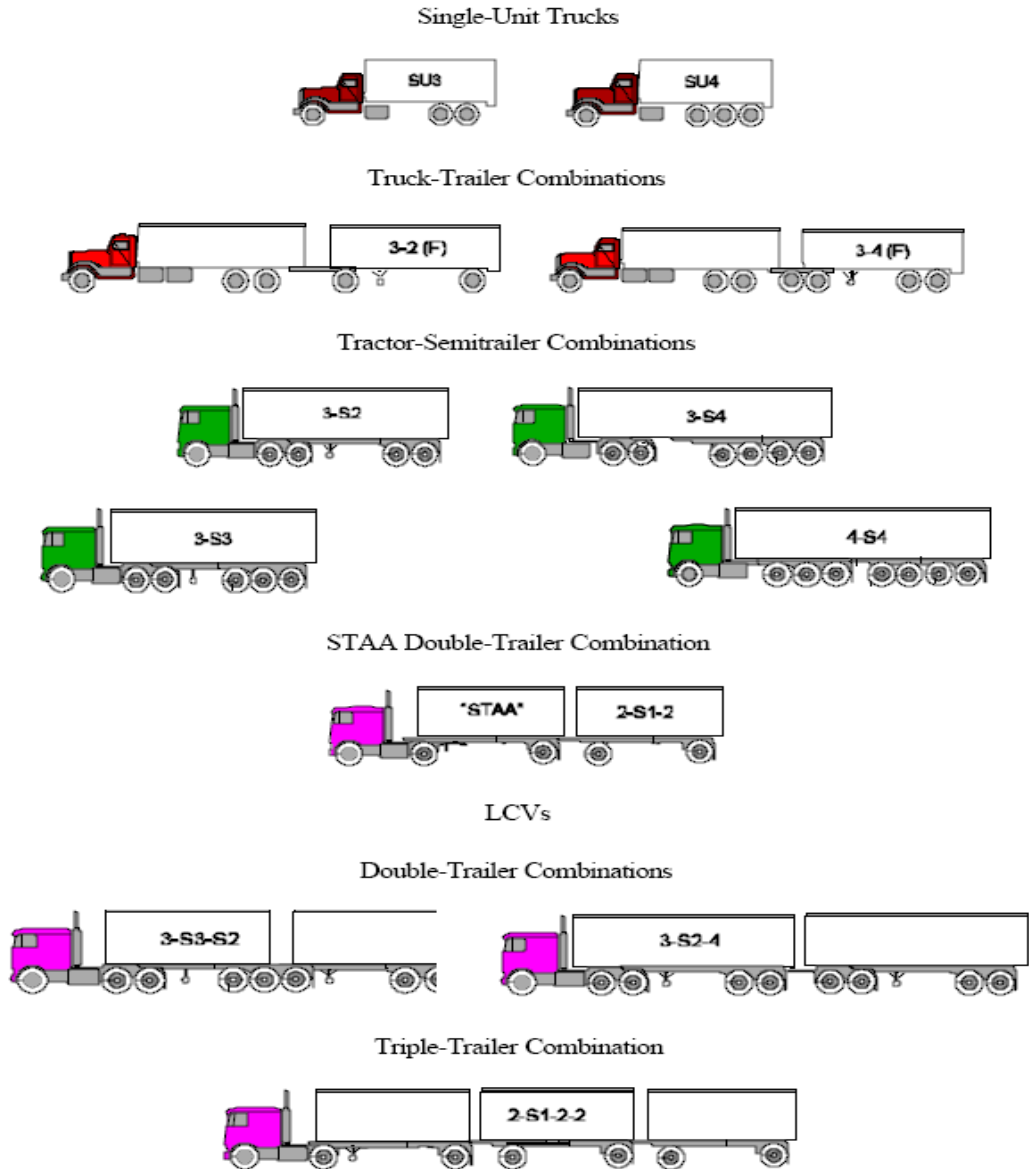 Single-Unit Trucks
SU3
SU4
Truck-Trailer Combinations
3-2 (F)
3-4 (F)
Tractor-Semitrailer Combinations
3-S2
3-S4
3-S3
4-S4
STAA Double-Trailer Combination
"STAA"
2-S1-2
LCVs
Double-Trailer Combinations
3-S3-S2
3-S2-4
Triple-Trailer Combination
2-S1-2-2